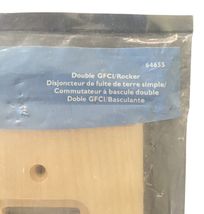 64655
Double GFCI/Rocker
Disjoncteur de fuite de terre simple/
Commutateur à bascule double
Doble GFCI/Basculante